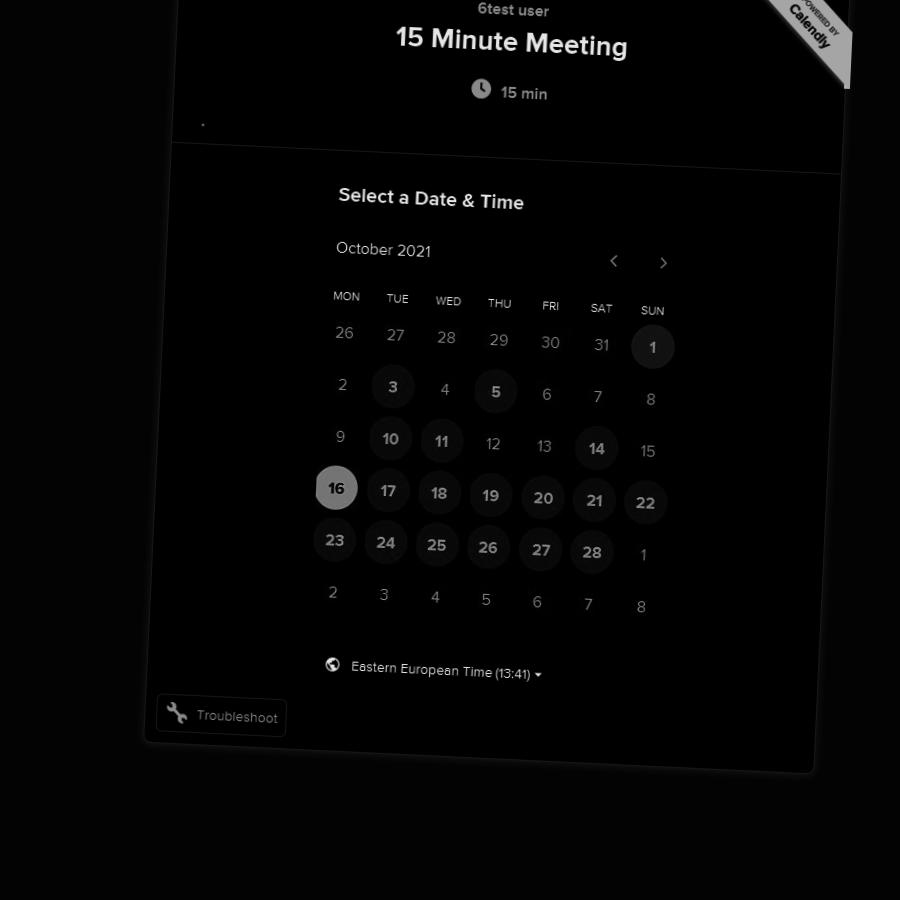 6test user
15 Minute Meeting
15 min
POWERED BY
Calendly
Select a Date & Time
October 2021
MON TUE WED THU FRI SAT SUN
26 27 28 29 30 31 1
2 3 4 5 6 7 8
9 10 11 12 13 14 15
16 17 18 19 20 21 22
23 24 25 26 27 28 1
2 3 4 5 6 7 8
Eastern European Time (13:41)
Troubleshoot